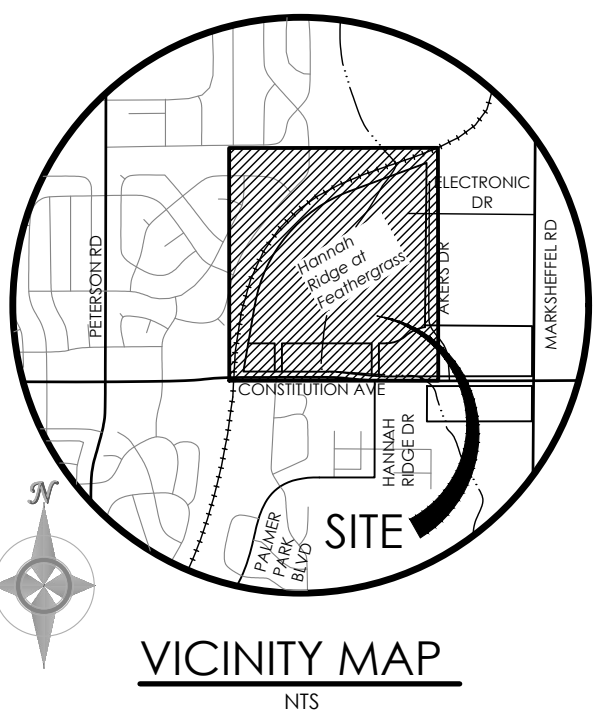 ELECTRONIC
DR
PETERSON RD
Hannah
Ridge at
Feathergrass
AKERS DR
MARKSHEFFEL RD
CONSTITUTION AVE
HANNAH
RIDGE DR
N
SITE
PALMER
PARK
BLVD
VICINITY MAP
NTS